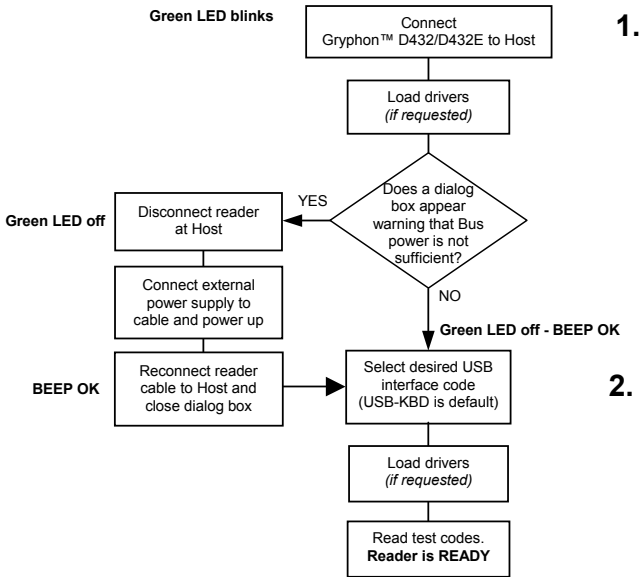 Green LED blinks
Connect
Gryphon™ D432/D432E to Host
1.
Load drivers
(if requested)
Does a dialog
box appear
warning that Bus
power is not
sufficient?
YES
Green LED off
Disconnect reader
at Host
Connect external
power supply to
cable and power up
BEEP OK
Reconnect reader
cable to Host and
close dialog box
NO
Green LED off - BEEP OK
Select desired USB
interface code
(USB-KBD is default)
2.
Load drivers
(if requested)
Read test codes.
Reader is READY